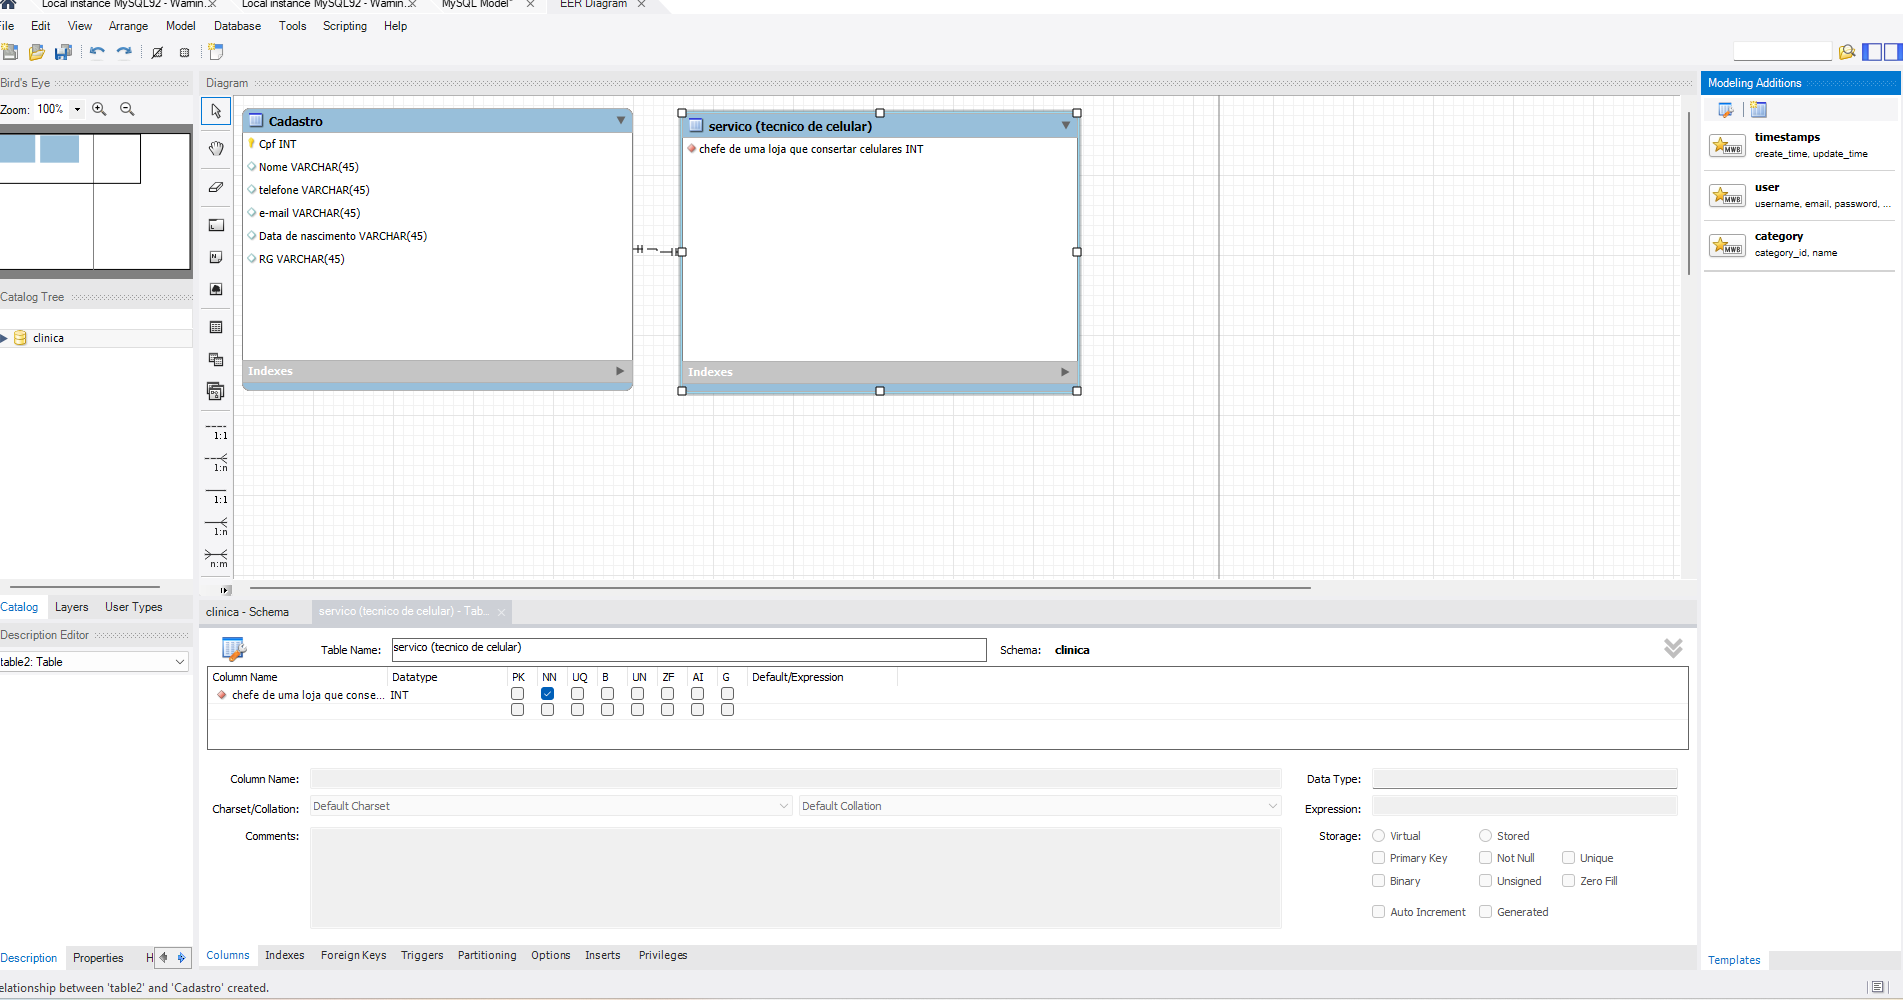 Local instance MySQL92 - Warnin...
Local instance MySQL92 - Warnin...
MySQL Model*
EER Diagram
File Edit View Arrange Model Database Tools Scripting Help
Bird's Eye
Diagram
Modeling Additions
Zoom: 100%
Cadastro
Cpf INT
Nome VARCHAR(45)
telefone VARCHAR(45)
e-mail VARCHAR(45)
Data de nascimento VARCHAR(45)
RG VARCHAR(45)
Indexes
servico (tecnico de celular)
chefe de uma loja que consertar celulares INT
Indexes
MWB
timestamps
create_time, update_time
MWB
user
username, email, password, ...
MWB
category
category_id, name
Catalog Tree
clinica
1:1
1:n
1:1
1:n
n:m
Catalog Layers User Types
Description Editor
table2: Table
clinica - Schema
servico (tecnico de celular) - Tab...
Table Name: servico (tecnico de celular) Schema: clinica
Column Name Datatype PK NN UQ B UN ZF AI G Default/Expression
chefe de uma loja que conse... INT
Column Name:
Data Type:
Charset/Collation: Default Charset Default Collation
Expression:
Comments:
Storage: Virtual Stored
Primary Key Not Null Unique
Binary Unsigned Zero Fill
Auto Increment Generated
Description Properties H
Columns Indexes Foreign Keys Triggers Partitioning Options Inserts Privileges
Templates
elationship between 'table2' and 'Cadastro' created.